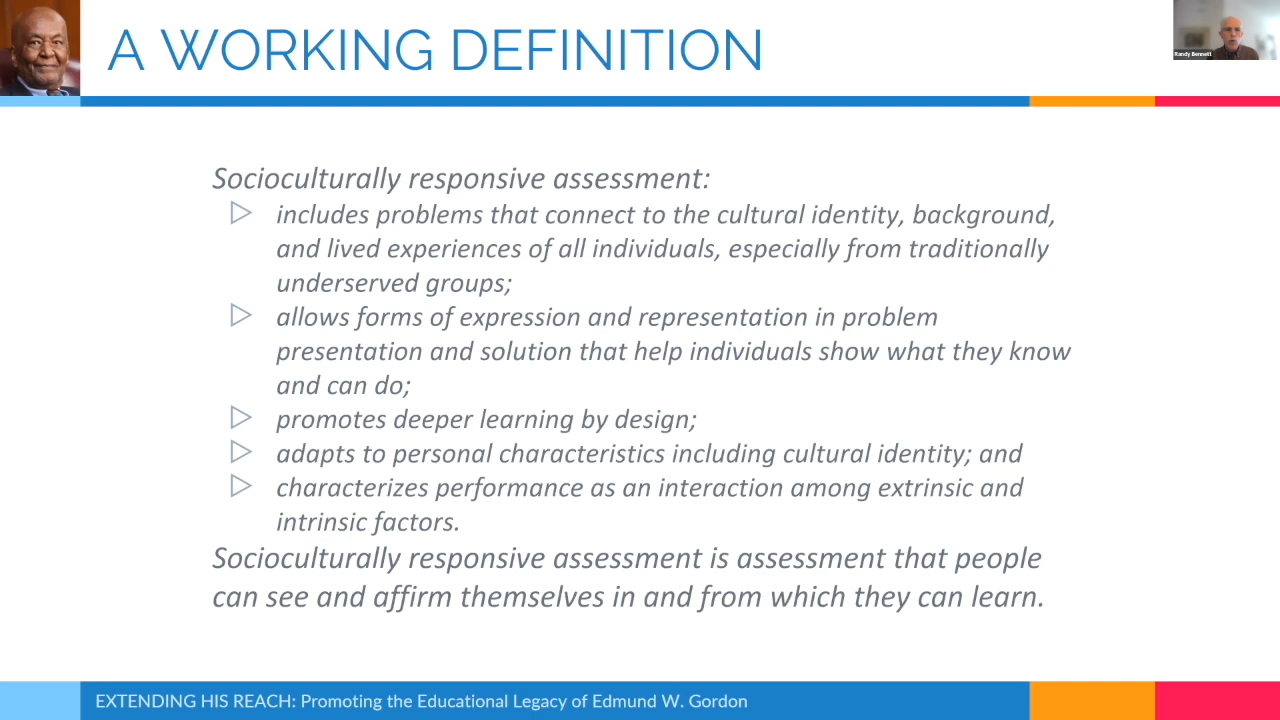 A WORKING DEFINITION
Randy Bennett
Socioculturally responsive assessment:
includes problems that connect to the cultural identity, background,
and lived experiences of all individuals, especially from traditionally
underserved groups;
allows forms of expression and representation in problem
presentation and solution that help individuals show what they know
and can do;
promotes deeper learning by design;
adapts to personal characteristics including cultural identity; and
characterizes performance as an interaction among extrinsic and
intrinsic factors.
Socioculturally responsive assessment is assessment that people
can see and affirm themselves in and from which they can learn.
EXTENDING HIS REACH: Promoting the Educational Legacy of Edmund W. Gordon